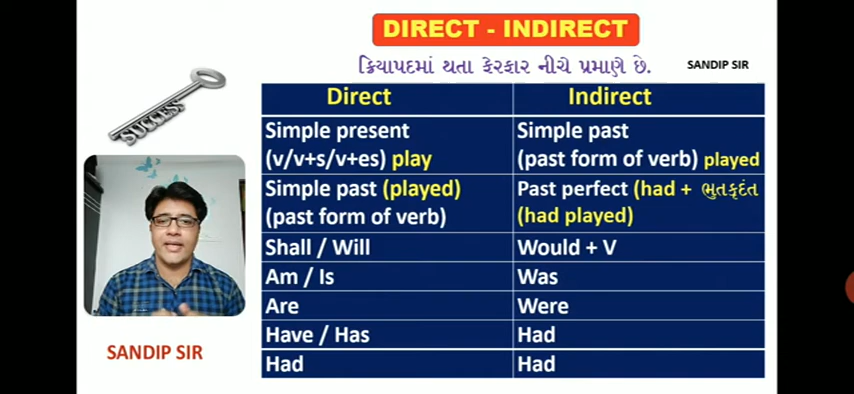 DIRECT - INDIRECT
ક્રિયાપદમાં થતા ફેરફાર નીચે પ્રમાણે છે.
SANDIP SIR
SUCCESS
Direct Indirect
Simple present Simple past
(v/v+s/v+es) play (past form of verb) played
Simple past (played) Past perfect (had + ભુતકૃદંત
(past form of verb) (had played)
Shall / Will Would + V
Am / Is Was
Are Were
Have / Has Had
Had Had
SANDIP SIR